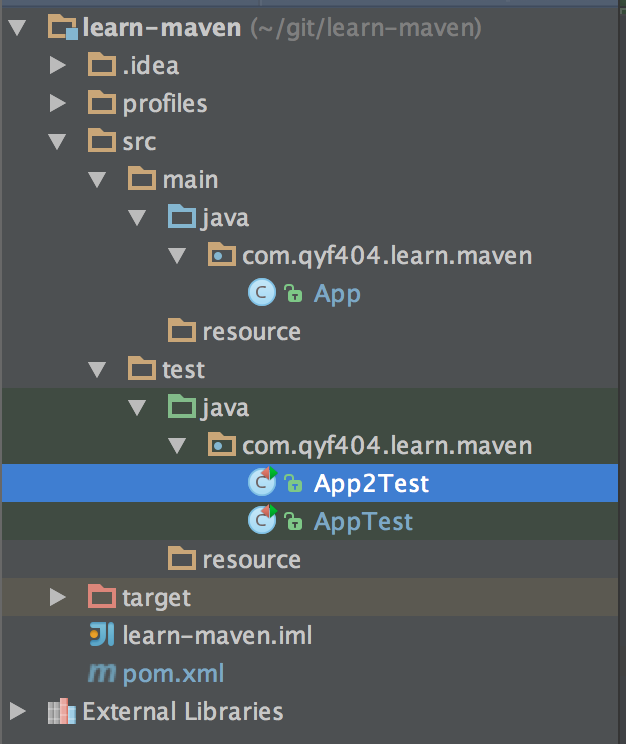 learn-maven (~/git/learn-maven)
.idea
profiles
src
main
java
com.qyf404.learn.maven
App
resource
test
java
com.qyf404.learn.maven
App2Test
AppTest
resource
target
learn-maven.iml
pom.xml
External Libraries